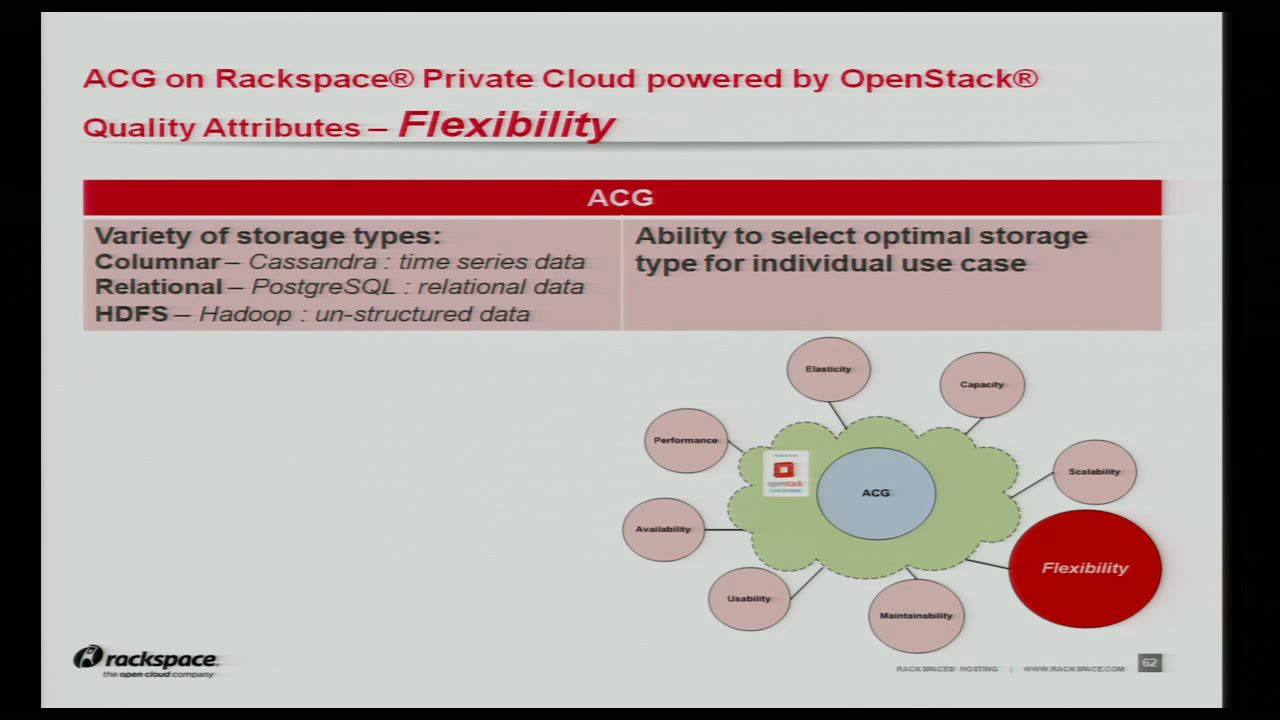 ACG on Rackspace® Private Cloud powered by OpenStack®
Quality Attributes – Flexibility
ACG
Variety of storage types:
Columnar – Cassandra : time series data
Relational – PostgreSQL : relational data
HDFS – Hadoop : un-structured data
Ability to select optimal storage
type for individual use case
Elasticity
Capacity
Performance
Scalability
openstack
ACG
Availability
Flexibility
Usability
Maintainability
rackspace
the open cloud company
RACKSPACE® HOSTING | WWW.RACKSPACE.COM
62